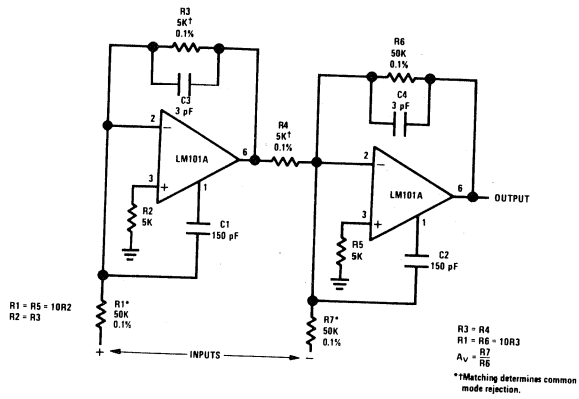 R3
5K†
0.1%
C3
3 pF
2
−
LM101A
6
3
+
1
R2
5K
C1
150 pF
R4
5K†
0.1%
R6
50K
0.1%
C4
3 pF
2
−
LM101A
6
OUTPUT
3
+
1
R5
5K
C2
150 pF
R1 = R5 = 10R2
R2 = R3
R1*
50K
0.1%
+
INPUTS
−
R7*
50K
0.1%
R3 = R4
R1 = R6 = 10R3
Av = R7/R6
*†Matching determines common
mode rejection.